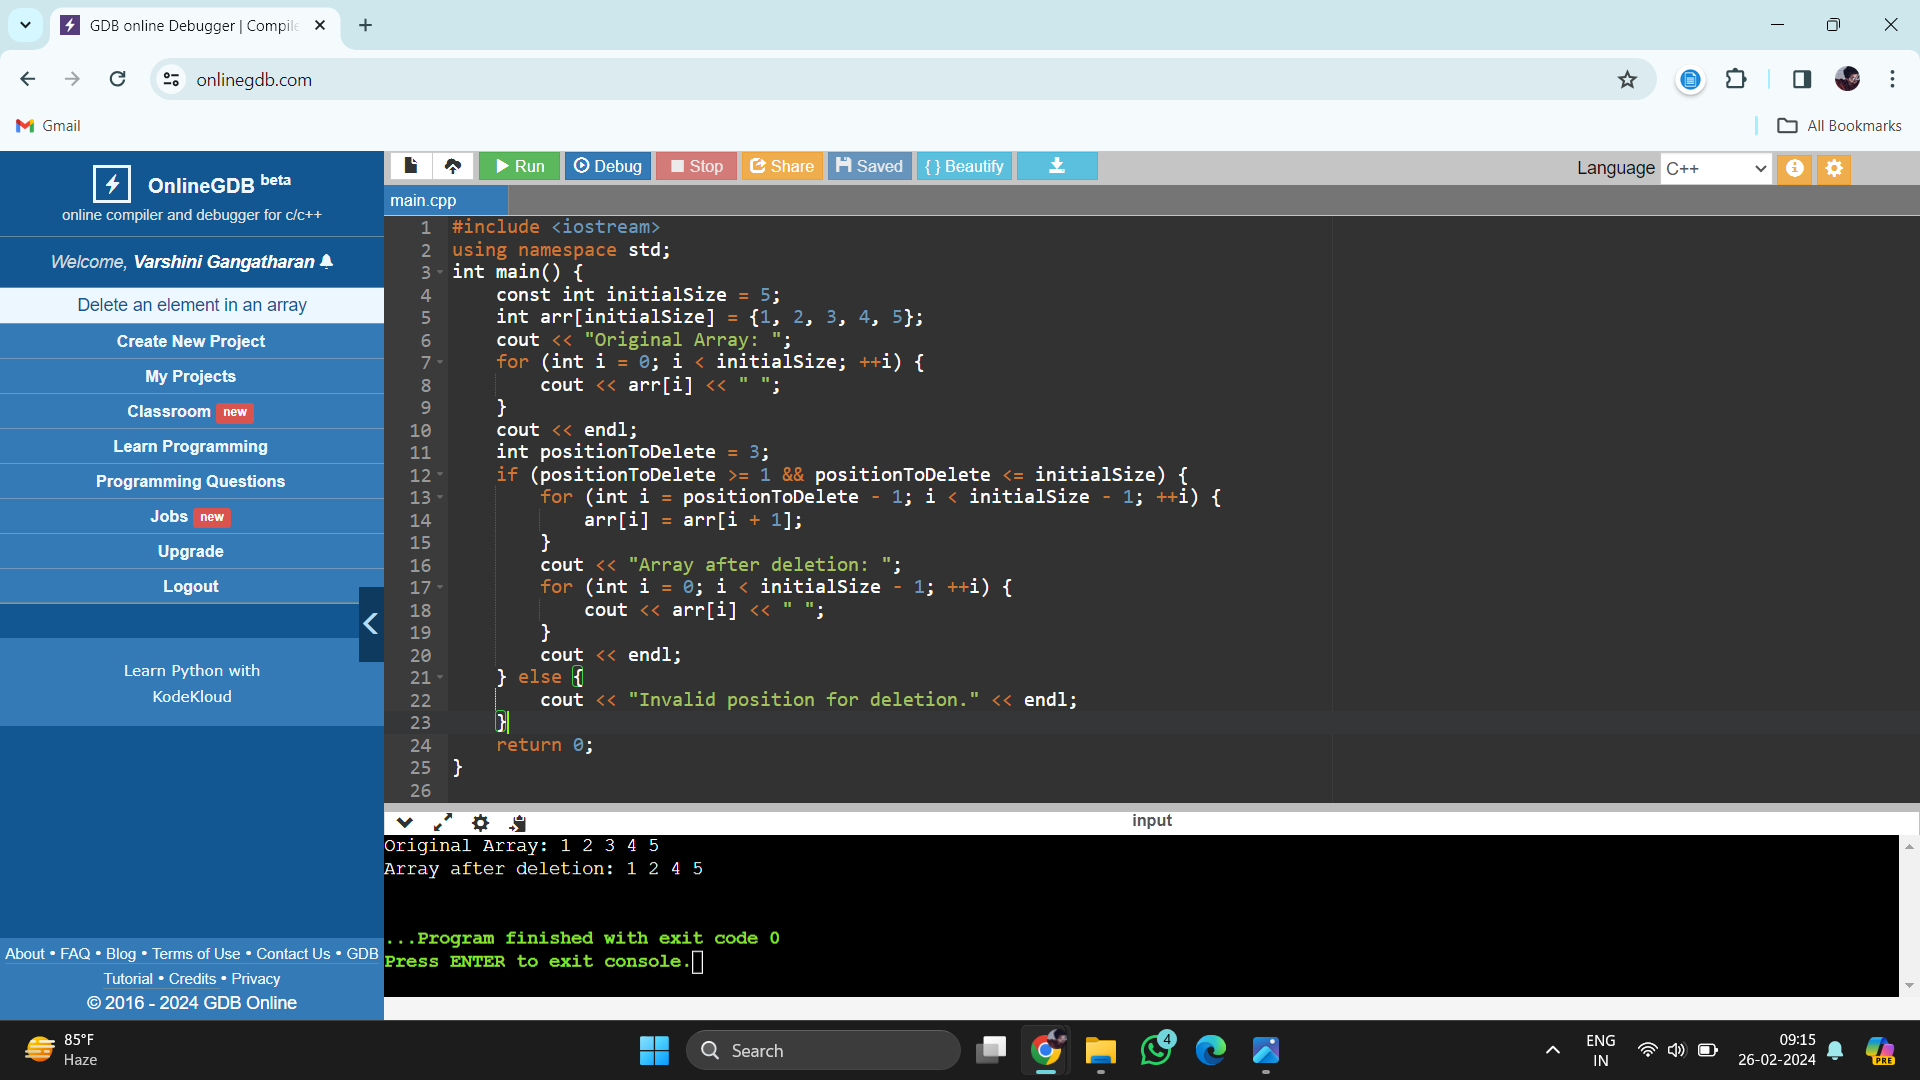 GDB online Debugger | Compile
onlinegdb.com
Gmail
All Bookmarks
OnlineGDB beta
online compiler and debugger for c/c++
Welcome, Varshini Gangatharan
Delete an element in an array
Create New Project
My Projects
Classroom new
Learn Programming
Programming Questions
Jobs new
Upgrade
Logout
Learn Python with
KodeKloud
About • FAQ • Blog • Terms of Use • Contact Us • GDB
Tutorial • Credits • Privacy
© 2016 - 2024 GDB Online
Run Debug Stop Share Saved { } Beautify
Language C++
main.cpp
1 #include <iostream>
2 using namespace std;
3 int main() {
4     const int initialSize = 5;
5     int arr[initialSize] = {1, 2, 3, 4, 5};
6     cout << "Original Array: ";
7     for (int i = 0; i < initialSize; ++i) {
8         cout << arr[i] << " ";
9     }
10     cout << endl;
11     int positionToDelete = 3;
12     if (positionToDelete >= 1 && positionToDelete <= initialSize) {
13         for (int i = positionToDelete - 1; i < initialSize - 1; ++i) {
14             arr[i] = arr[i + 1];
15         }
16         cout << "Array after deletion: ";
17         for (int i = 0; i < initialSize - 1; ++i) {
18             cout << arr[i] << " ";
19         }
20         cout << endl;
21     } else {
22         cout << "Invalid position for deletion." << endl;
23     }
24     return 0;
25 }
26
input
Original Array: 1 2 3 4 5
Array after deletion: 1 2 4 5
...Program finished with exit code 0
Press ENTER to exit console.
85°F
Haze
Search
4
ENG
IN
09:15
26-02-2024
PRE